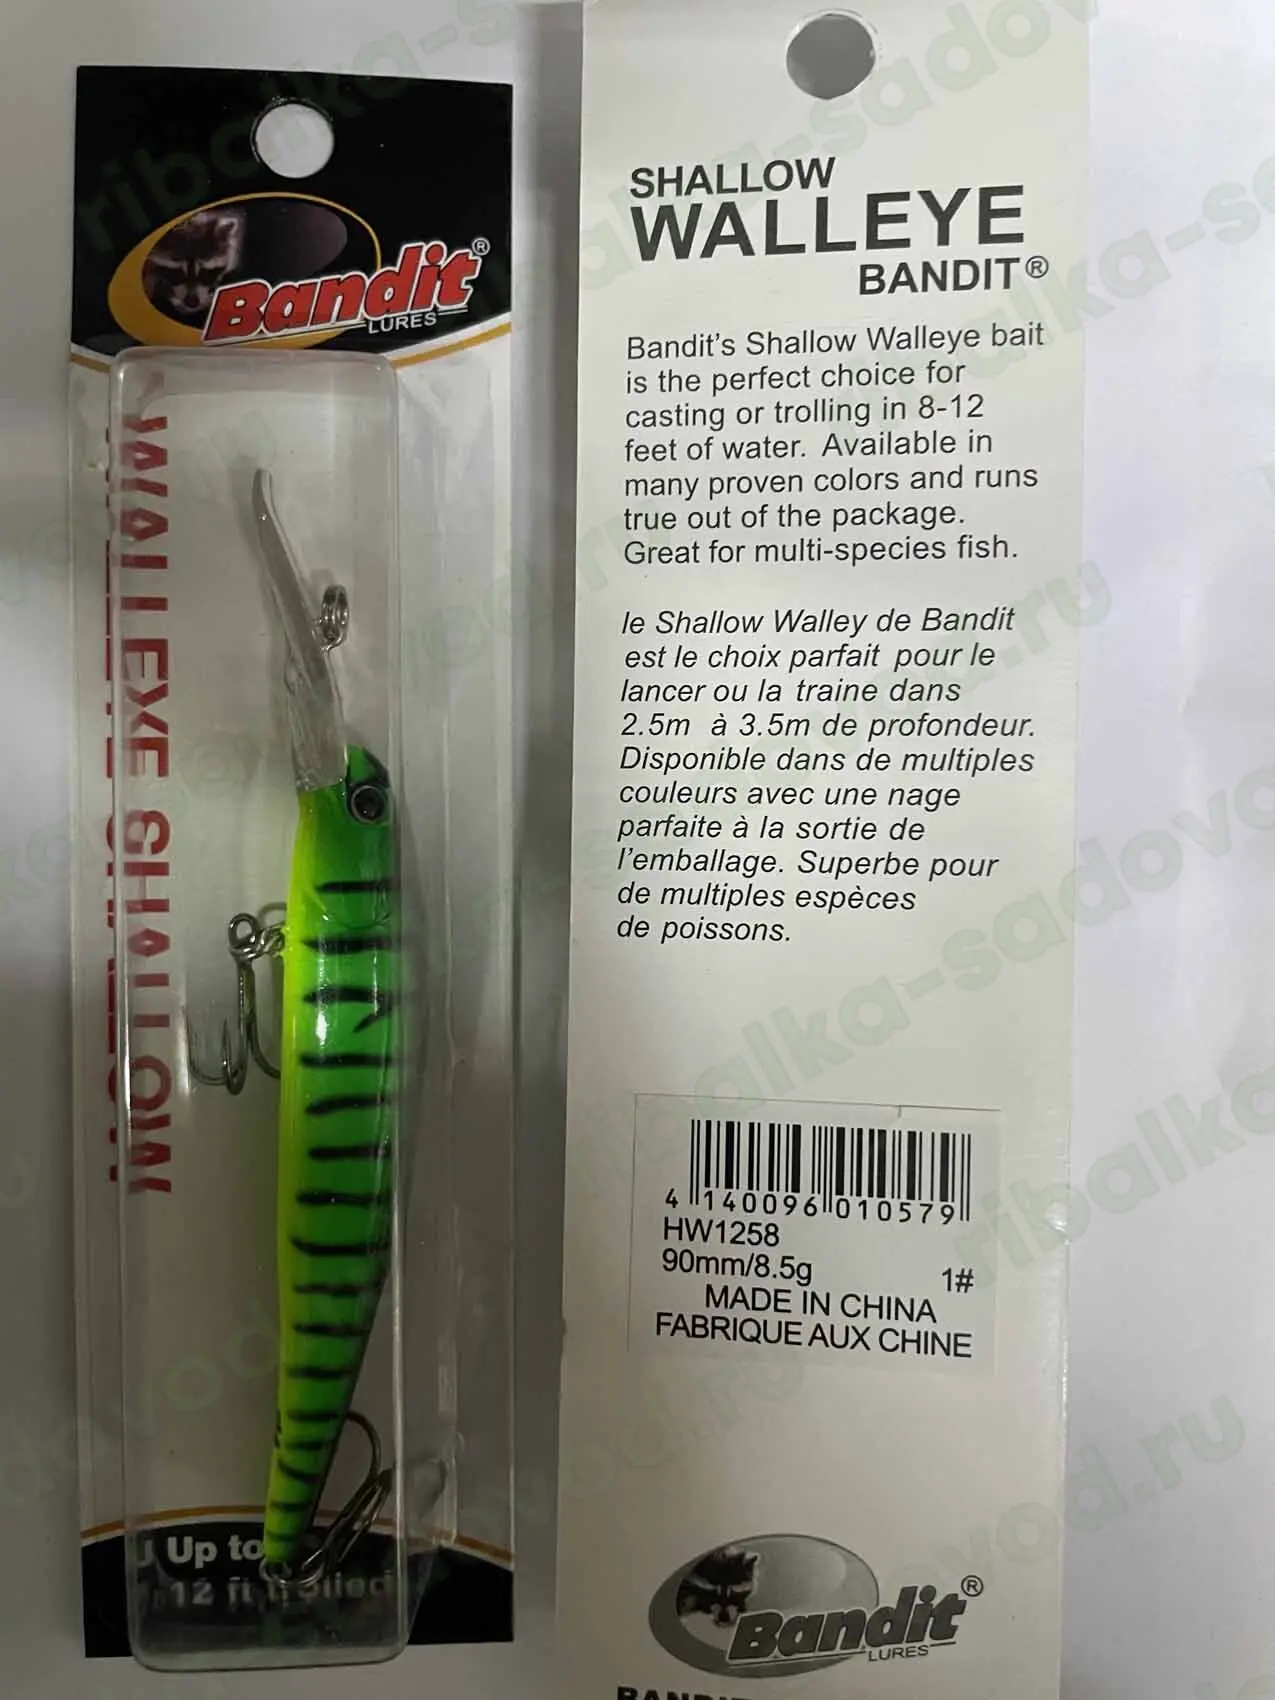 Bandit®
LURES
WALLEYE SHALLOW
Up to
12 ft trolled
SHALLOW
WALLEYE
BANDIT®
Bandit's Shallow Walleye bait
is the perfect choice for
casting or trolling in 8-12
feet of water. Available in
many proven colors and runs
true out of the package.
Great for multi-species fish.
le Shallow Walley de Bandit
est le choix parfait pour le
lancer ou la traine dans
2.5m à 3.5m de profondeur.
Disponible dans de multiples
couleurs avec une nage
parfaite à la sortie de
l'emballage. Superbe pour
de multiples espèces
de poissons.
4 140096 010579
HW1258
90mm/8.5g 1#
MADE IN CHINA
FABRIQUE AUX CHINE
Bandit®
LURES
ribalka-sadovod.ru